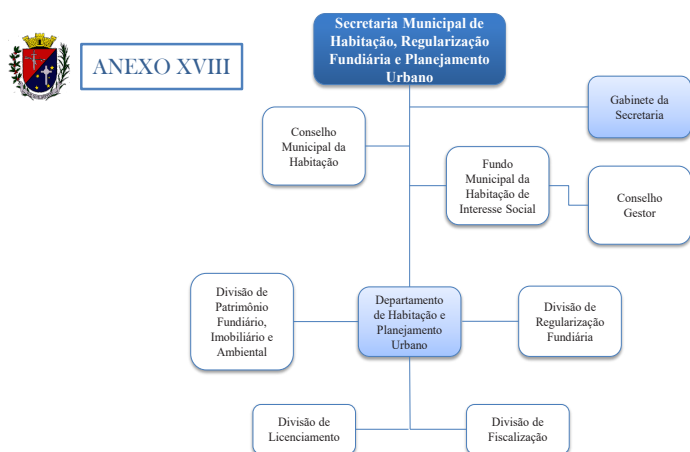 Secretaria Municipal de
Habitação, Regularização
Fundiária e Planejamento
Urbano
ANEXO XVIII
Gabinete da
Secretaria
Conselho
Municipal da
Habitação
Fundo
Municipal da
Habitação de
Interesse Social
Conselho
Gestor
Divisão de
Patrimônio
Fundiário,
Imobiliário e
Ambiental
Departamento
de Habitação e
Planejamento
Urbano
Divisão de
Regularização
Fundiária
Divisão de
Licenciamento
Divisão de
Fiscalização